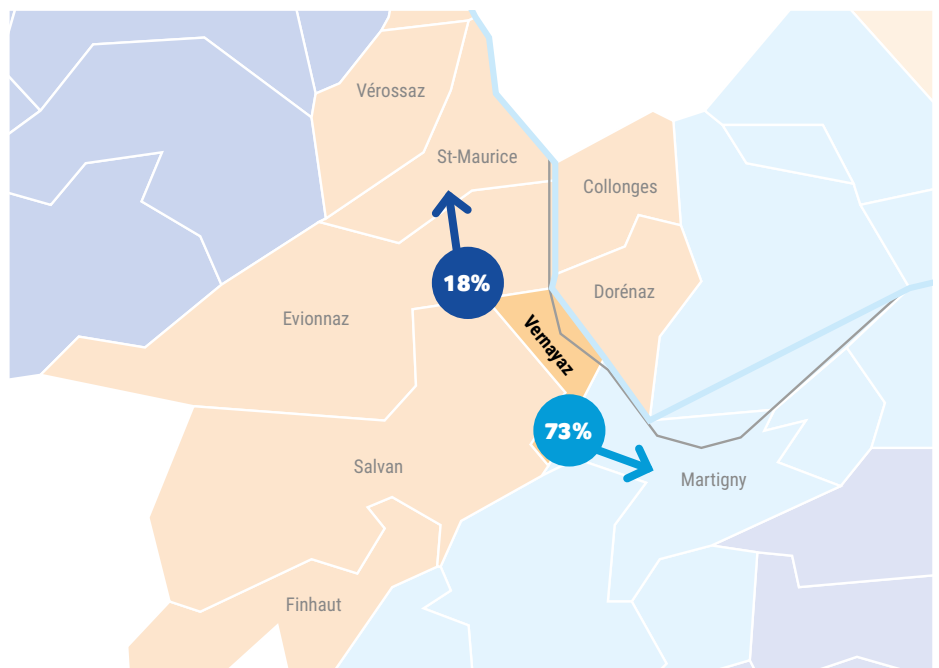 Vérossaz
St-Maurice
Collonges
18%
Dorénaz
Evionnaz
Vernayaz
73%
Salvan
Martigny
Finhaut